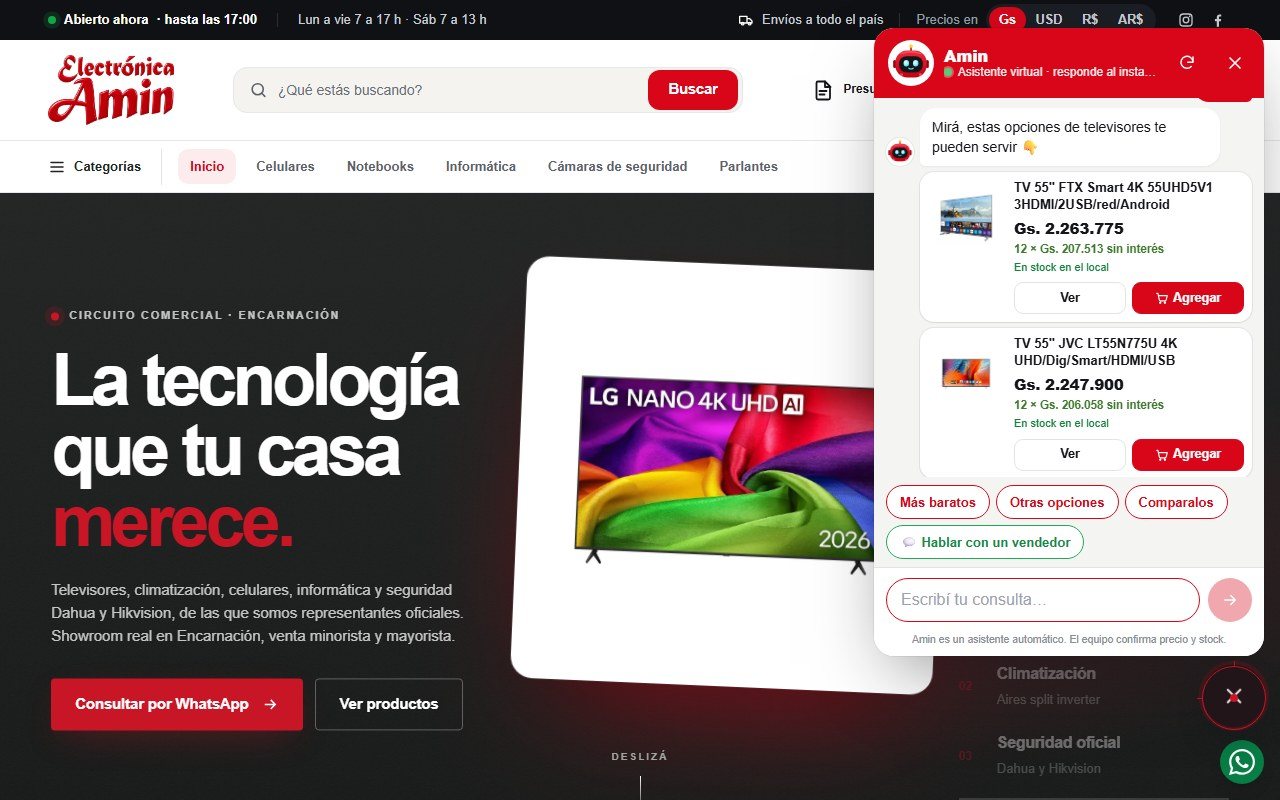 Abierto ahora · hasta las 17:00
Lun a vie 7 a 17 h · Sáb 7 a 13 h
Envíos a todo el país
Precios en
Gs
USD
R$
AR$
Electrónica
Amin
¿Qué estás buscando?
Buscar
Presu
Categorías
Inicio
Celulares
Notebooks
Informática
Cámaras de seguridad
Parlantes
CIRCUITO COMERCIAL · ENCARNACIÓN
La tecnología
que tu casa
merece.
Televisores, climatización, celulares, informática y seguridad
Dahua y Hikvision, de las que somos representantes oficiales.
Showroom real en Encarnación, venta minorista y mayorista.
Consultar por WhatsApp
Ver productos
LG NANO 4K UHD AI
2026
DESLIZÁ
02
Climatización
Aires split inverter
03
Seguridad oficial
Dahua y Hikvision
Amin
Asistente virtual · responde al insta...
Mirá, estas opciones de televisores te
pueden servir 👇
TV 55" FTX Smart 4K 55UHD5V1
3HDMI/2USB/red/Android
Gs. 2.263.775
12 × Gs. 207.513 sin interés
En stock en el local
Ver
Agregar
TV 55" JVC LT55N775U 4K
UHD/Dig/Smart/HDMI/USB
Gs. 2.247.900
12 × Gs. 206.058 sin interés
En stock en el local
Ver
Agregar
Más baratos
Otras opciones
Comparalos
💬 Hablar con un vendedor
Escribí tu consulta...
Amin es un asistente automático. El equipo confirma precio y stock.